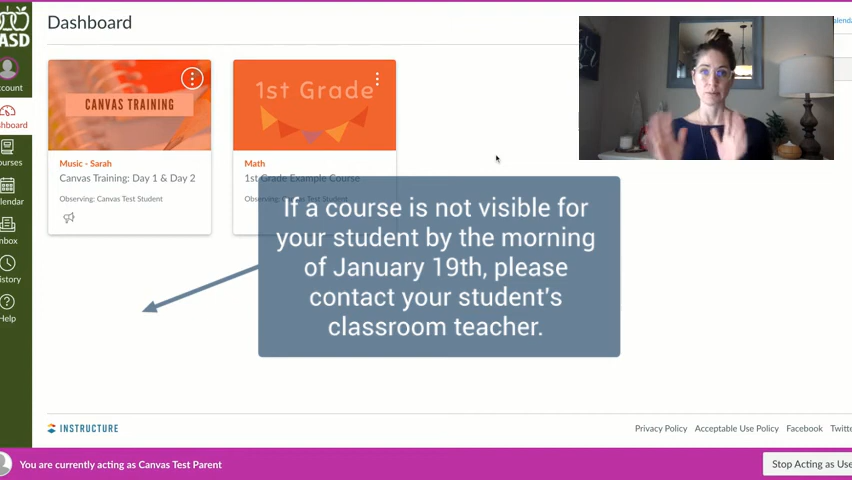 Dashboard
ASD
CANVAS TRAINING
1st Grade
Music - Sarah
Canvas Training: Day 1 & Day 2
Observing: Canvas Test Student
Math
1st Grade Example Course
If a course is not visible for
your student by the morning
of January 19th, please
contact your student's
classroom teacher.
count
hboard
ourses
lendar
nbox
istory
Help
INSTRUCTURE
Privacy Policy
Acceptable Use Policy
Facebook
Twitte
You are currently acting as Canvas Test Parent
Stop Acting as Use